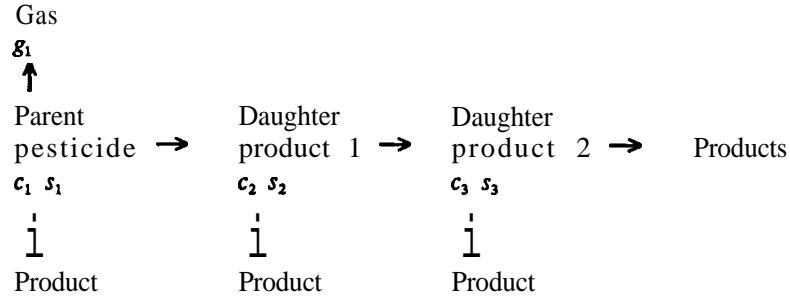 Gas
g₁
Parent Daughter Daughter
pesticide → product 1 → product 2 → Products
c₁ s₁ c₂ s₂ c₃ s₃
Product Product Product